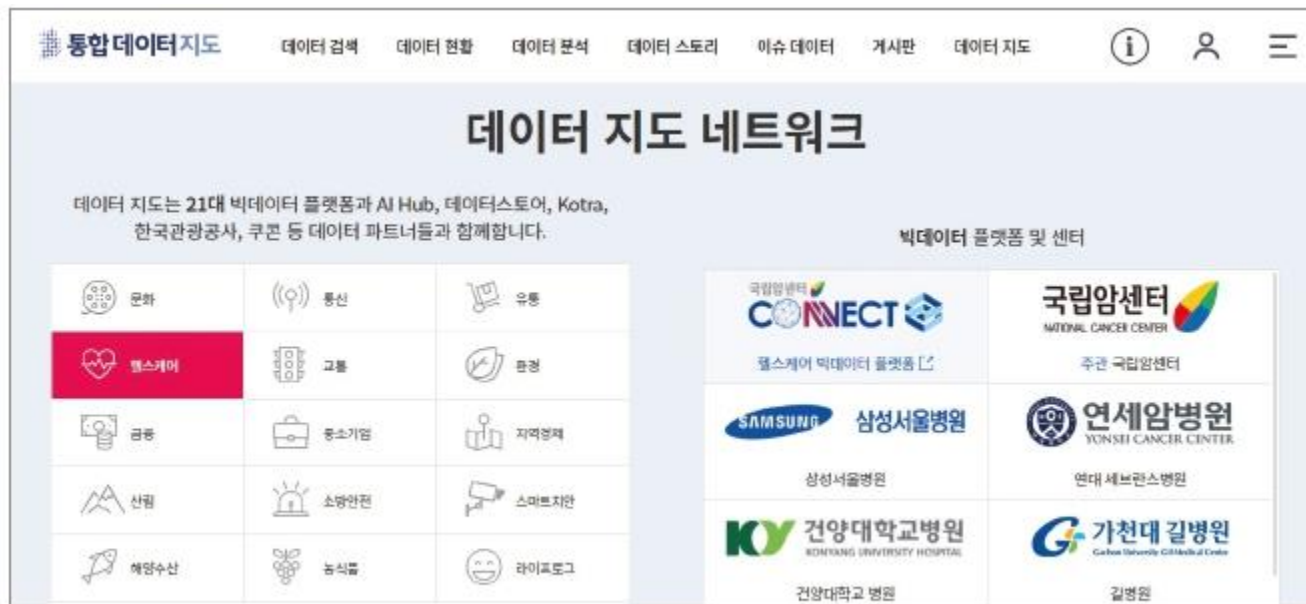 통합데이터지도
데이터 검색 데이터 현황 데이터 분석 데이터 스토리 이슈 데이터 게시판 데이터 지도
데이터 지도 네트워크
데이터 지도는 21대 빅데이터 플랫폼과 AI Hub, 데이터스토어, Kotra,
한국관광공사, 쿠콘 등 데이터 파트너들과 함께합니다.
문화 통신 유통
헬스케어 교통 환경
금융 중소기업 지역경제
산림 소방안전 스마트치안
해양수산 농식품 라이프로그
빅데이터 플랫폼 및 센터
국립암센터
CONNECT
헬스케어 빅데이터 플랫폼
국립암센터
NATIONAL CANCER CENTER
주관 국립암센터
SAMSUNG 삼성서울병원
삼성서울병원
연세암병원
YONSEI CANCER CENTER
연대 세브란스병원
KY 건양대학교병원
KONYANG UNIVERSITY HOSPITAL
건양대학교 병원
가천대 길병원
Gachon University Gil Medical Center
길병원